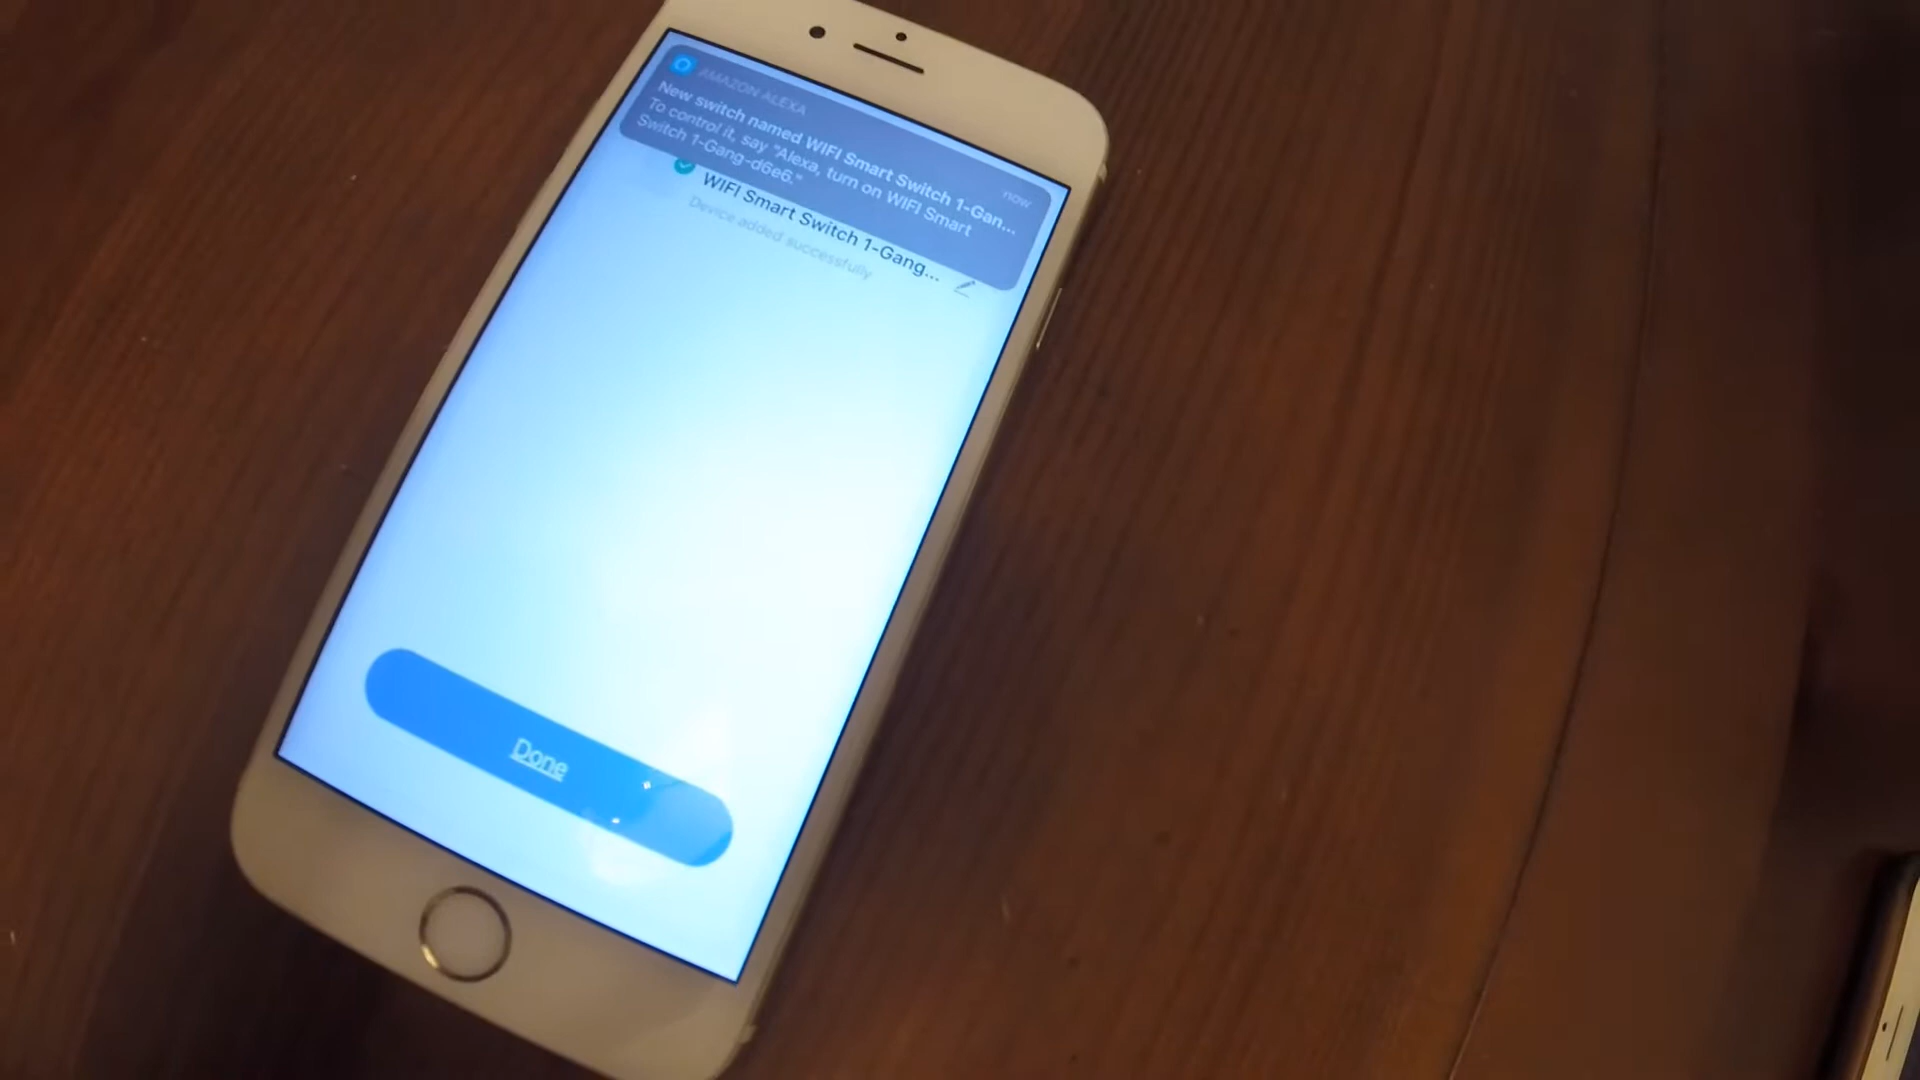 AMAZON ALEXA
now
New switch named WIFI Smart Switch 1-Gan...
To control it, say "Alexa, turn on WIFI Smart
Switch 1-Gang-d6e6."
WIFI Smart Switch 1-Gang...
Device added successfully
Done